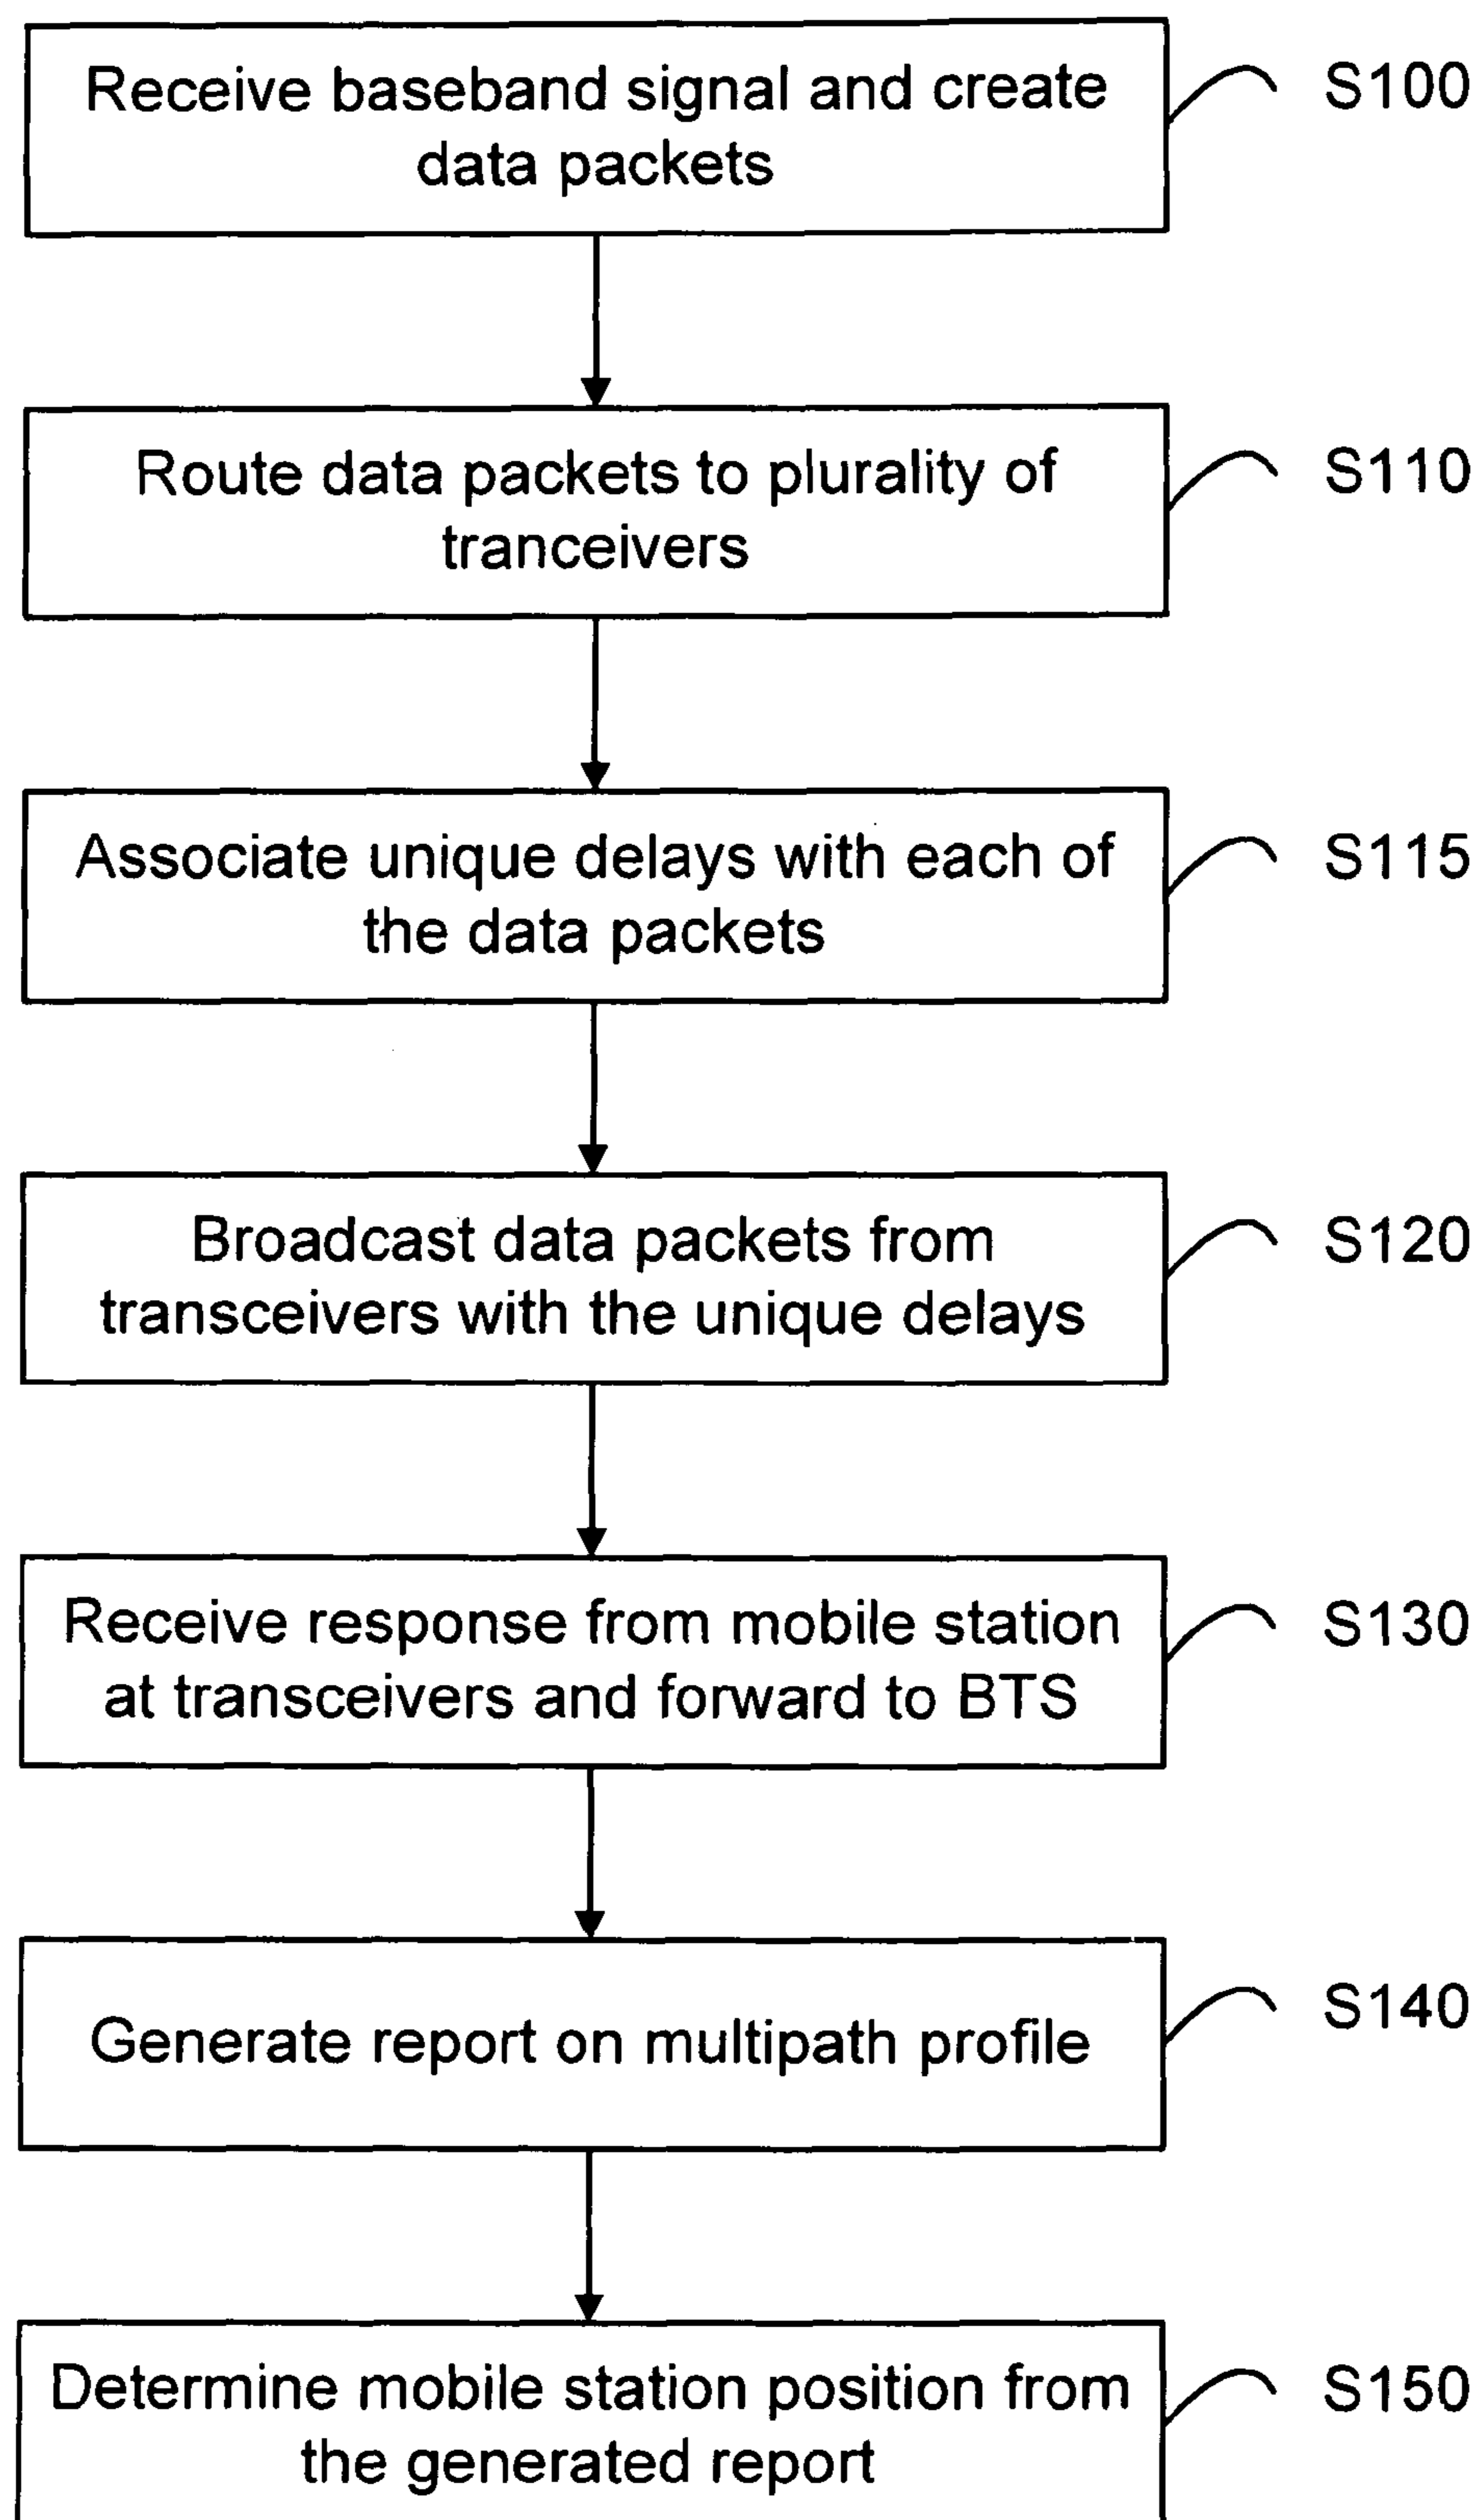 Receive baseband signal and create
data packets
S100
Route data packets to plurality of
tranceivers
S110
Associate unique delays with each of
the data packets
S115
Broadcast data packets from
transceivers with the unique delays
S120
Receive response from mobile station
at transceivers and forward to BTS
S130
Generate report on multipath profile
S140
Determine mobile station position from
the generated report
S150